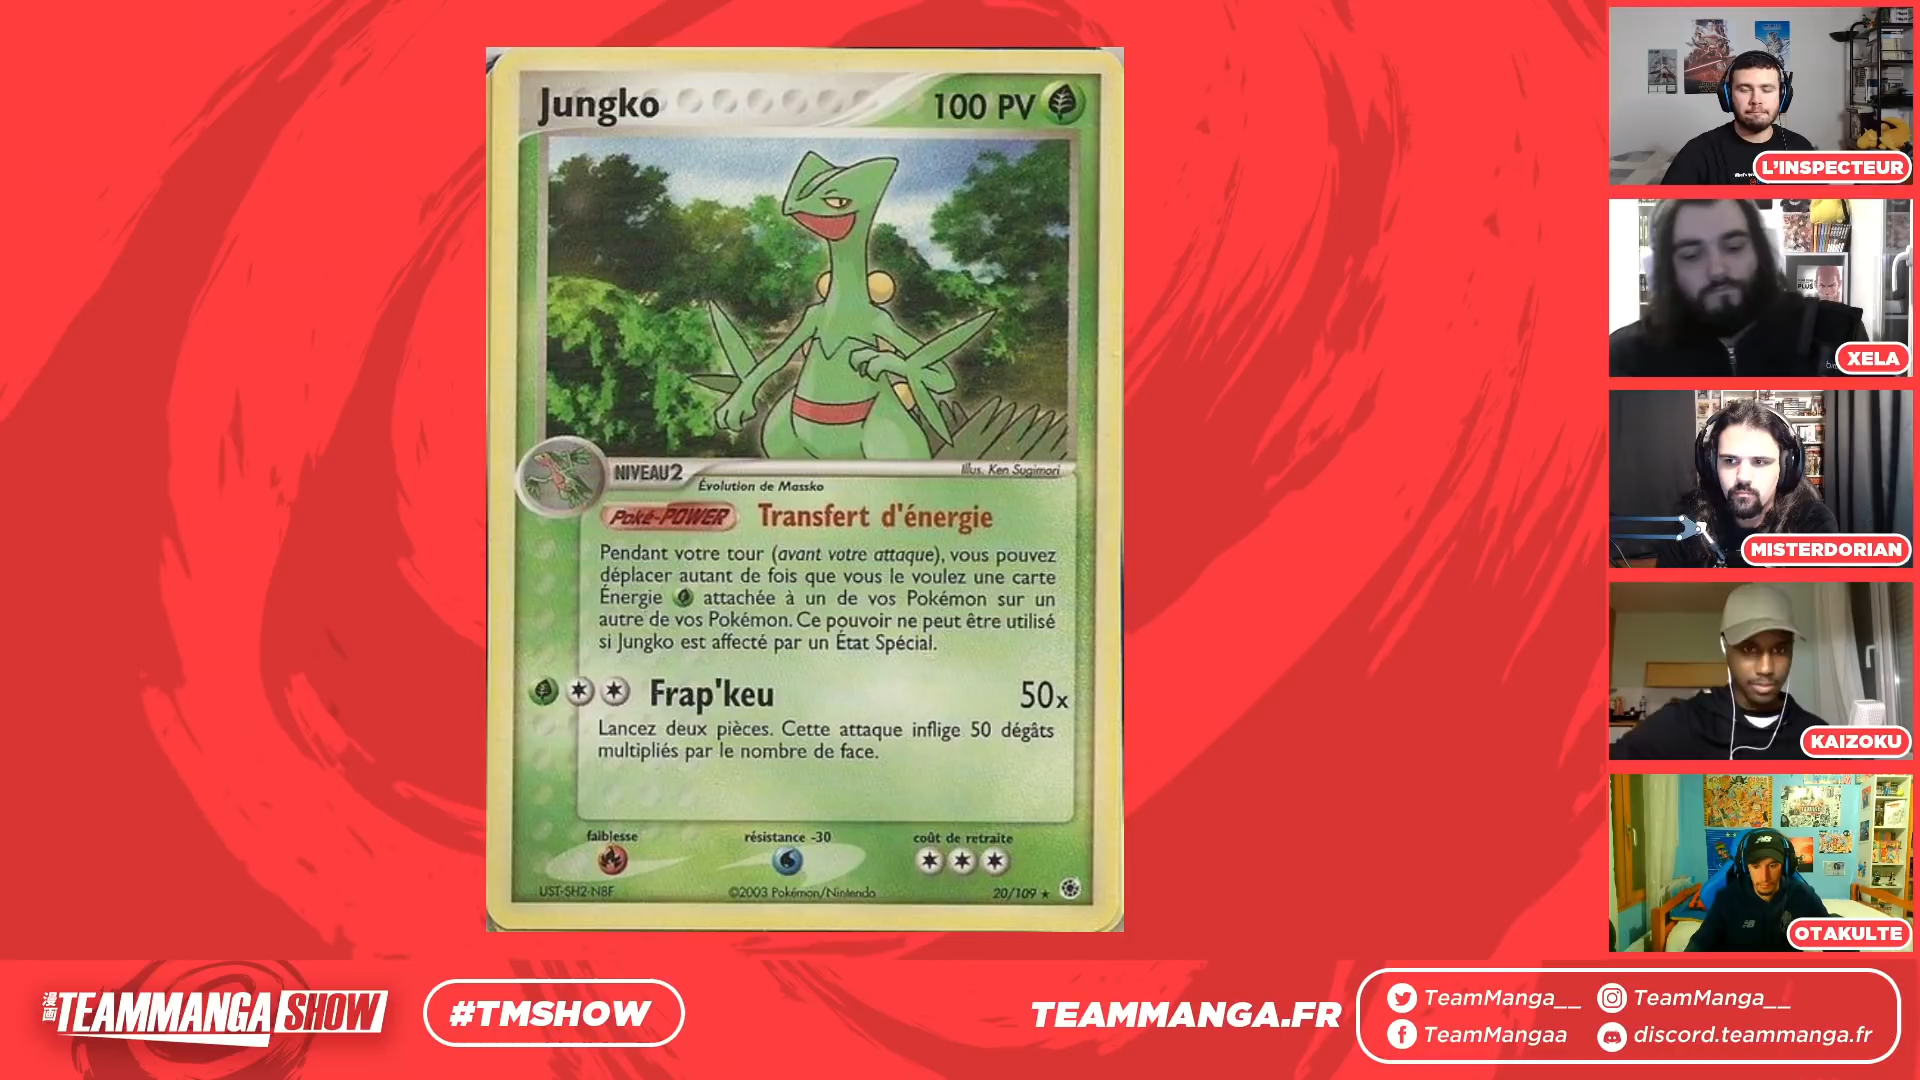 Jungko
100 PV
NIVEAU2
Illus. Ken Sugimori
Évolution de Massko
Poké-POWER Transfert d'énergie
Pendant votre tour (avant votre attaque), vous pouvez
déplacer autant de fois que vous le voulez une carte
Énergie attachée à un de vos Pokémon sur un
autre de vos Pokémon. Ce pouvoir ne peut être utilisé
si Jungko est affecté par un État Spécial.
Frap'keu 50x
Lancez deux pièces. Cette attaque inflige 50 dégâts
multipliés par le nombre de face.
faiblesse
résistance -30
coût de retraite
UST-SH2-N8F
©2003 Pokémon/Nintendo
20/109 ★
L'INSPECTEUR
XELA
MISTERDORIAN
KAIZOKU
OTAKULTE
漫画 TEAMMANGA SHOW
#TMSHOW
TEAMMANGA.FR
TeamManga__
TeamManga__
TeamMangaa
discord.teammanga.fr